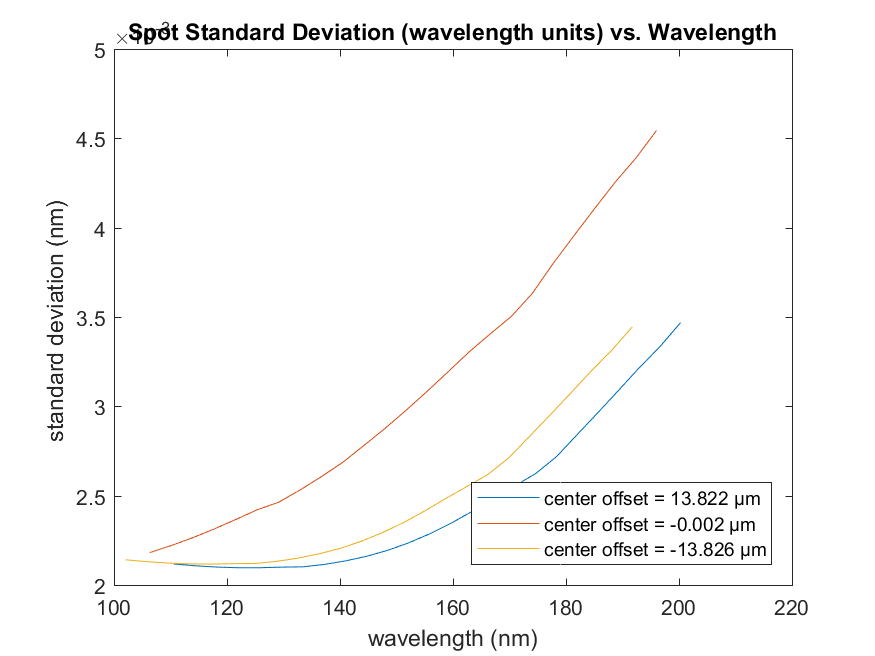 Spot Standard Deviation (wavelength units) vs. Wavelength
×10-3
5
4.5
4
3.5
3
2.5
2
standard deviation (nm)
center offset = 13.822 µm
center offset = -0.002 µm
center offset = -13.826 µm
100 120 140 160 180 200 220
wavelength (nm)